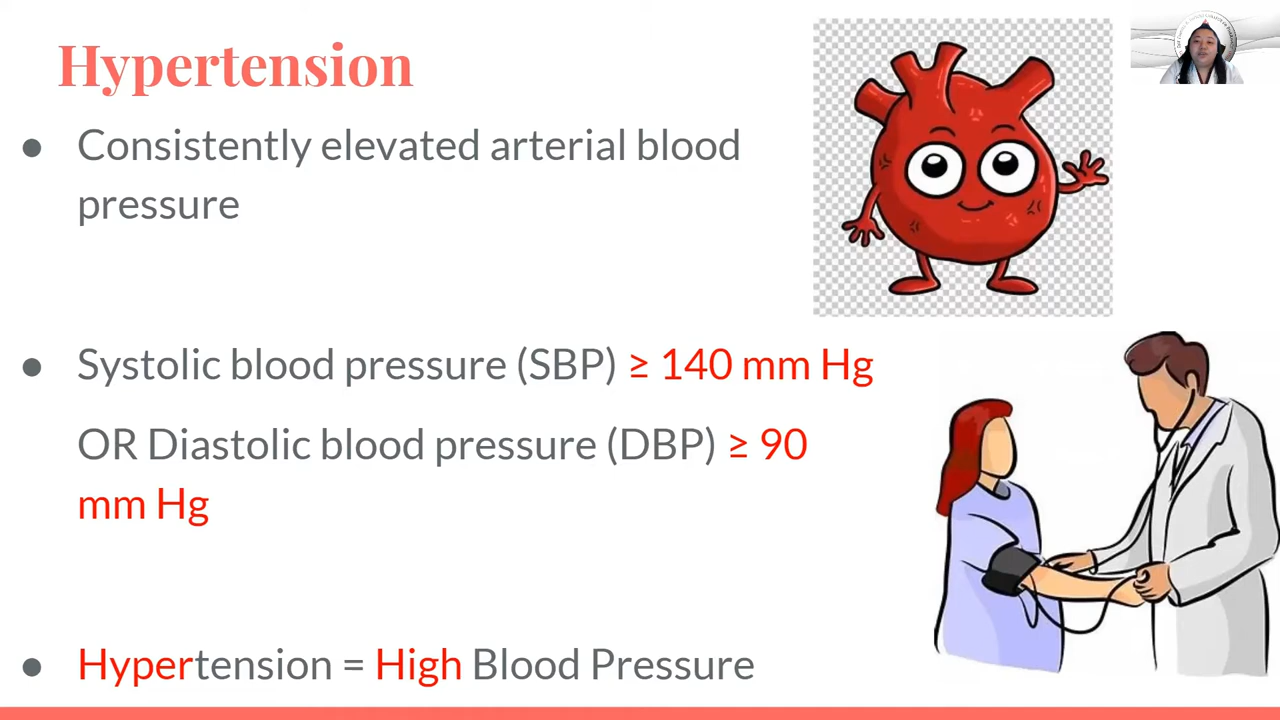 Hypertension
● Consistently elevated arterial blood
pressure
● Systolic blood pressure (SBP) ≥ 140 mm Hg
OR Diastolic blood pressure (DBP) ≥ 90
mm Hg
● Hypertension = High Blood Pressure